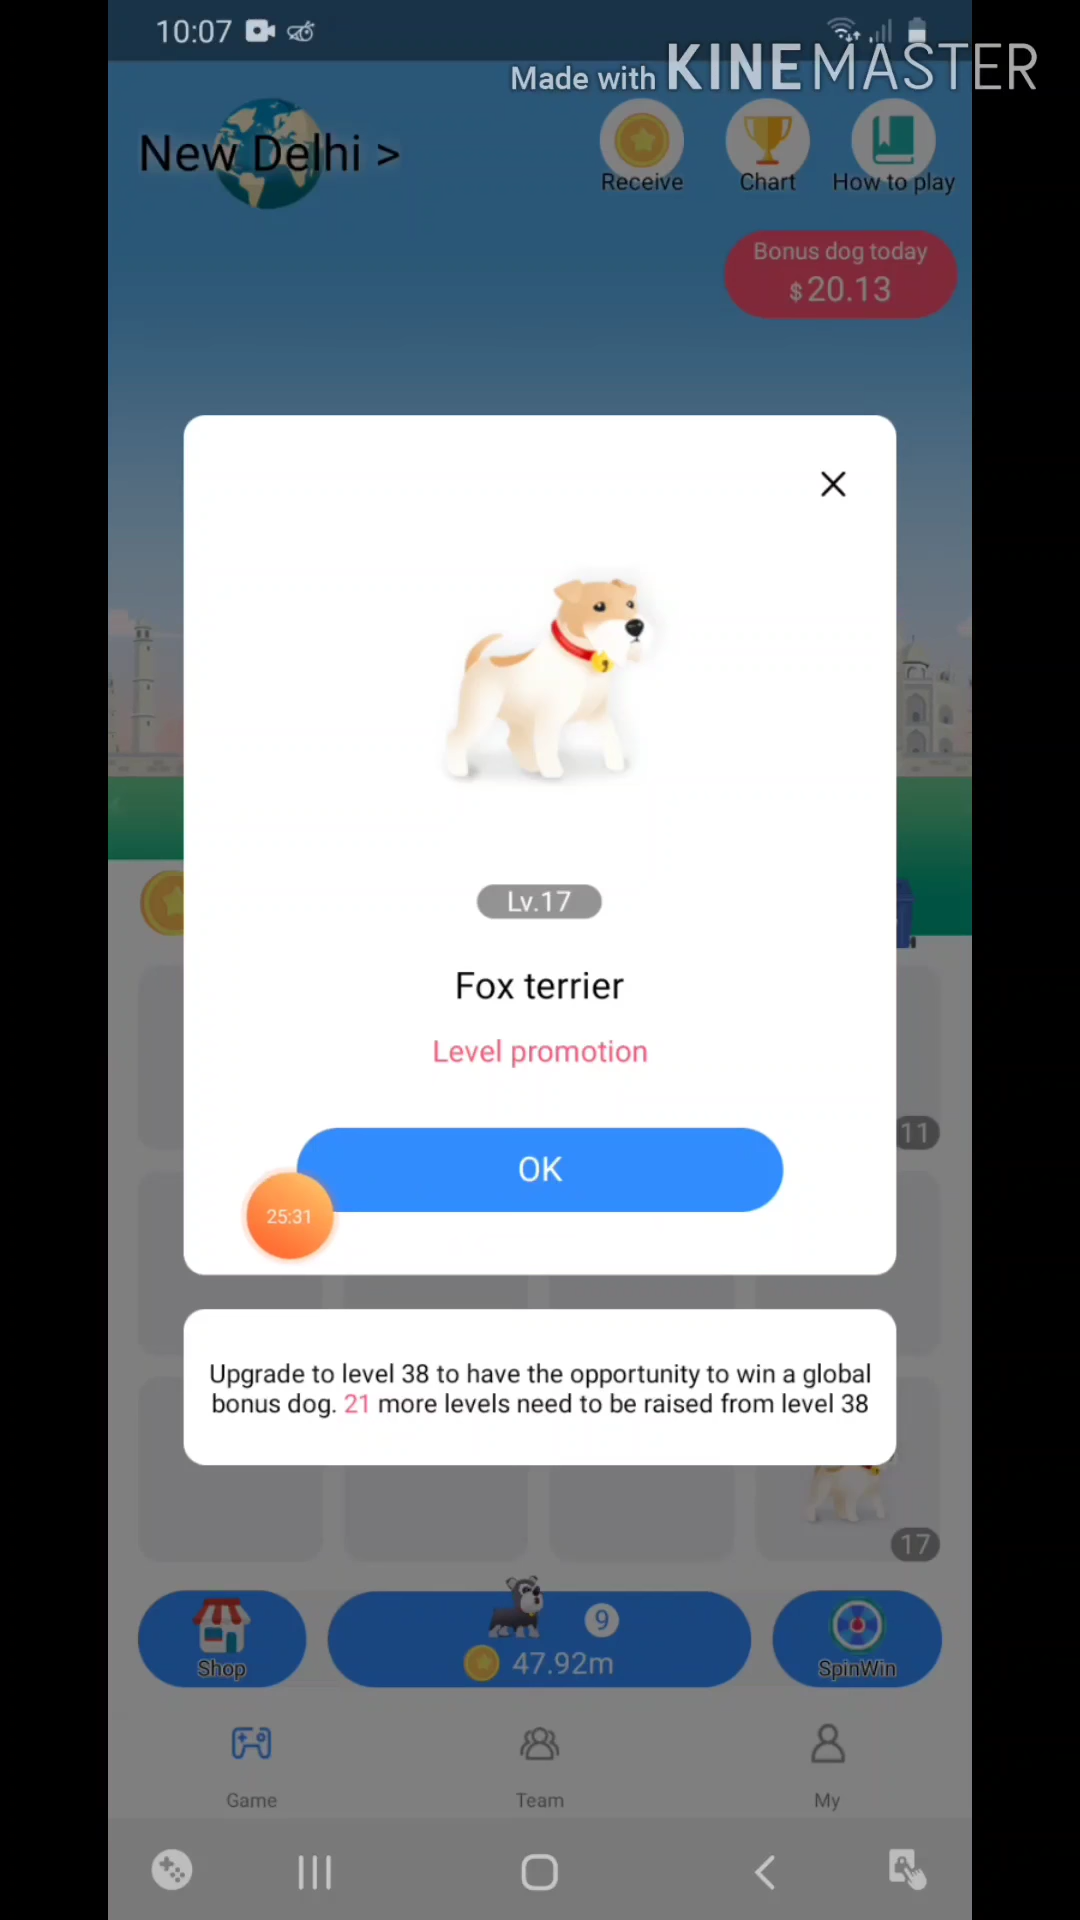 10:07
Made with KINEMASTER
New Delhi >
Receive
Chart
How to play
Bonus dog today
$20.13
Lv.17
Fox terrier
Level promotion
OK
11
25:31
Upgrade to level 38 to have the opportunity to win a global
bonus dog. 21 more levels need to be raised from level 38
17
9
47.92m
Shop
SpinWin
Game
Team
My